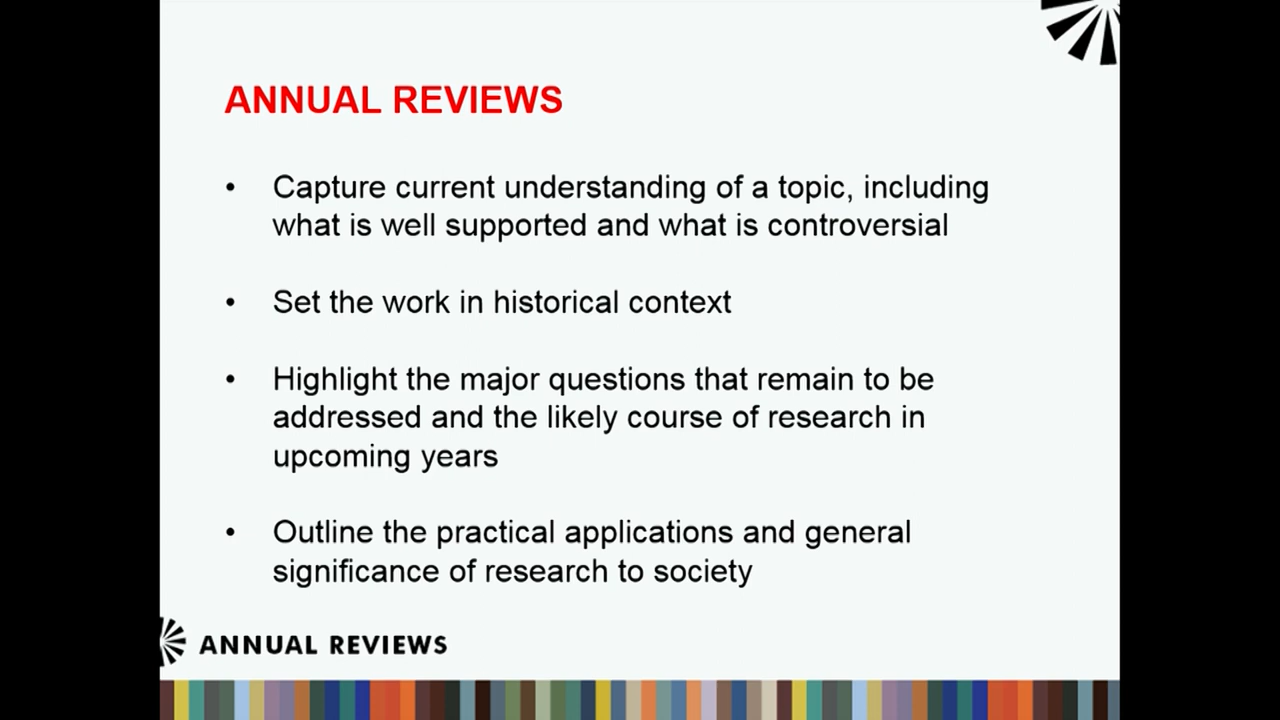 ANNUAL REVIEWS
• Capture current understanding of a topic, including
what is well supported and what is controversial
• Set the work in historical context
• Highlight the major questions that remain to be
addressed and the likely course of research in
upcoming years
• Outline the practical applications and general
significance of research to society
ANNUAL REVIEWS